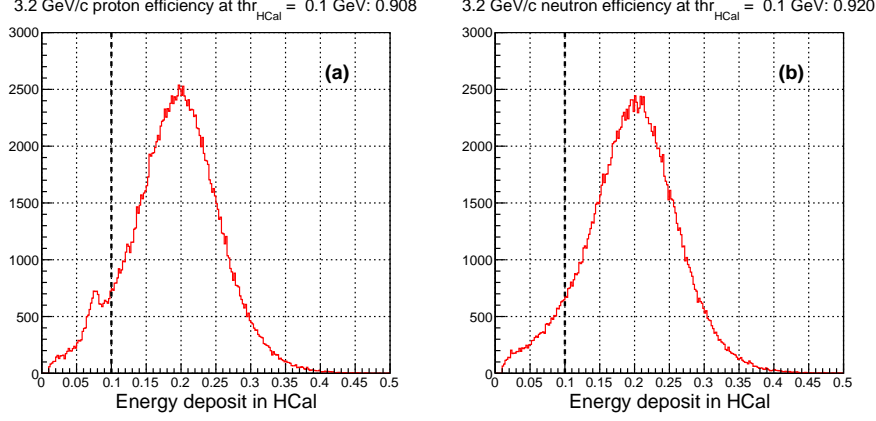 3.2 GeV/c proton efficiency at thr_HCal = 0.1 GeV: 0.908
3000
2500
2000
1500
1000
500
0
(a)
0 0.05 0.1 0.15 0.2 0.25 0.3 0.35 0.4 0.45 0.5
Energy deposit in HCal
3.2 GeV/c neutron efficiency at thr_HCal = 0.1 GeV: 0.920
3000
2500
2000
1500
1000
500
0
(b)
0.05 0.1 0.15 0.2 0.25 0.3 0.35 0.4 0.45 0.5
Energy deposit in HCal